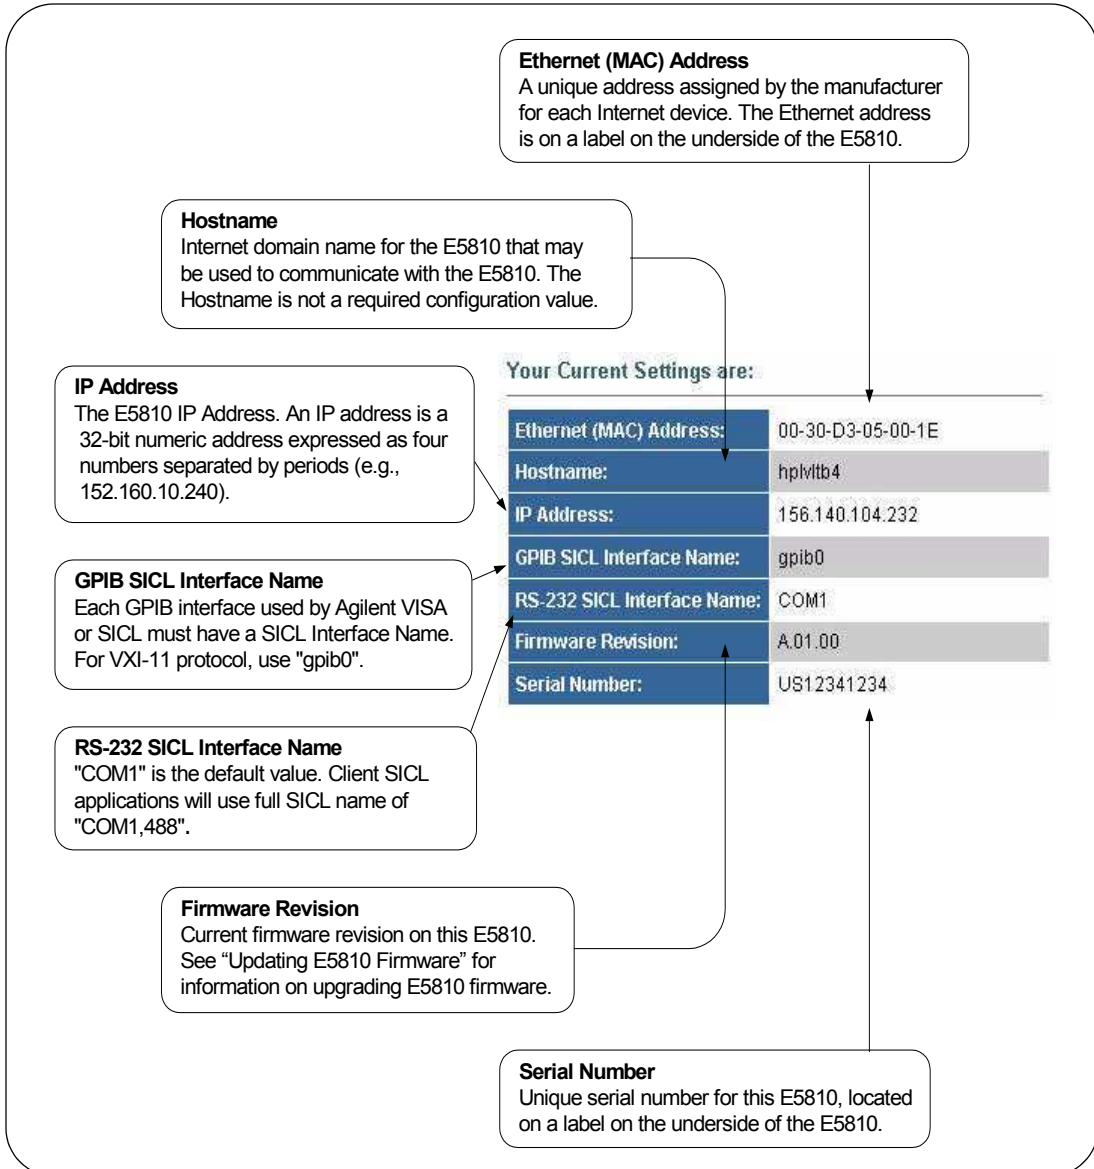 Ethernet (MAC) Address
A unique address assigned by the manufacturer
for each Internet device. The Ethernet address
is on a label on the underside of the E5810.
Hostname
Internet domain name for the E5810 that may
be used to communicate with the E5810. The
Hostname is not a required configuration value.
IP Address
The E5810 IP Address. An IP address is a
32-bit numeric address expressed as four
numbers separated by periods (e.g.,
152.160.10.240).
GPIB SICL Interface Name
Each GPIB interface used by Agilent VISA
or SICL must have a SICL Interface Name.
For VXI-11 protocol, use "gpib0".
RS-232 SICL Interface Name
"COM1" is the default value. Client SICL
applications will use full SICL name of
"COM1,488".
Your Current Settings are:
Ethernet (MAC) Address: 00-30-D3-05-00-1E
Hostname: hplvltb4
IP Address: 156.140.104.232
GPIB SICL Interface Name: gpib0
RS-232 SICL Interface Name: COM1
Firmware Revision: A.01.00
Serial Number: US12341234
Firmware Revision
Current firmware revision on this E5810.
See “Updating E5810 Firmware” for
information on upgrading E5810 firmware.
Serial Number
Unique serial number for this E5810, located
on a label on the underside of the E5810.